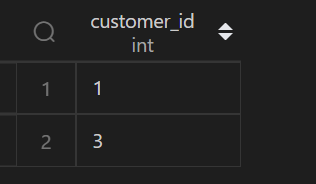 customer_id
int
1 1
2 3